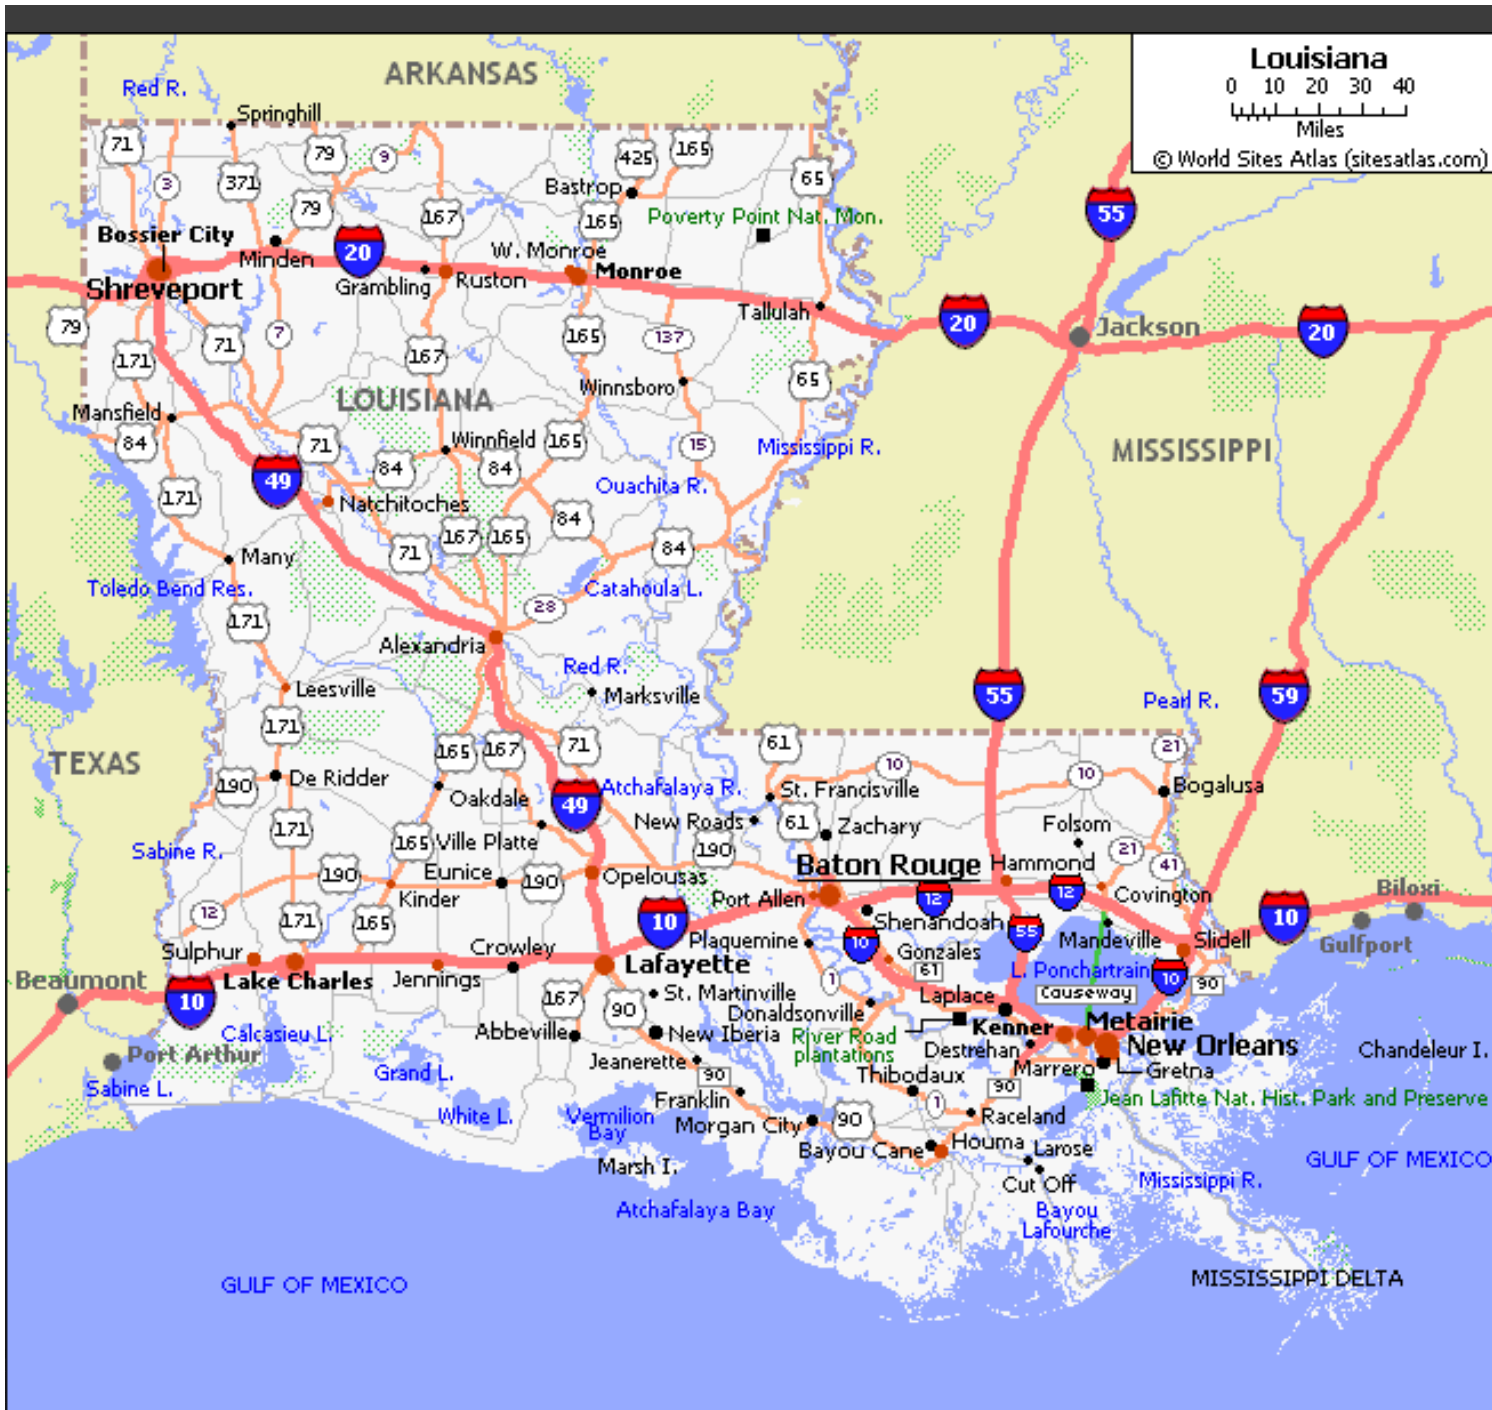 Louisiana
0 10 20 30 40
Miles
© World Sites Atlas (sitesatlas.com)
ARKANSAS
Red R.
Springhill
71
3
371
79
9
79
167
425
165
65
Bastrop
165
Poverty Point Nat. Mon.
55
Bossier City
20
Minden
W. Monroe
Monroe
Grambling
Ruston
Shreveport
Tallulah
79
171
71
7
167
165
137
20
Jackson
20
65
Winnsboro
LOUISIANA
Mansfield
84
71
84
Winnfield
84
165
15
Mississippi R.
MISSISSIPPI
49
171
Natchitoches
Ouachita R.
84
71
167
165
84
Many
Toledo Bend Res.
Catahoula L.
28
171
Alexandria
Red R.
Marksville
Leesville
55
Pearl R.
59
171
165
167
71
61
21
TEXAS
190
De Ridder
Oakdale
49
Atchafalaya R.
10
10
St. Francisville
Bogalusa
171
165
Ville Platte
New Roads
61
Zachary
Folsom
Sabine R.
190
Eunice
190
Opelousas
190
Baton Rouge
Hammond
21
41
Kinder
Port Allen
12
12
Covington
Biloxi
12
171
165
10
Shenandoah
55
Mandeville
10
Gulfport
Sulphur
Crowley
Plaquemine
10
Gonzales
Slidell
Beaumont
10
Lake Charles
Jennings
Lafayette
1
61
L. Ponchartrain
10
90
167
90
St. Martinville
Donaldsonville
Laplace
Causeway
Calcasieu L.
Abbeville
New Iberia
River Road
plantations
Kenner
Metairie
New Orleans
Port Arthur
Destrehan
Chandeleur I.
Sabine L.
Grand L.
Jeanerette
90
Thibodaux
90
Marrero
Gretna
Jean Lafitte Nat. Hist. Park and Preserve
White L.
Vermilion
Bay
Franklin
Morgan City
90
1
Raceland
Bayou Cane
Houma
Larose
Marsh I.
Cut Off
Mississippi R.
GULF OF MEXICO
Atchafalaya Bay
Bayou
Lafourche
GULF OF MEXICO
MISSISSIPPI DELTA